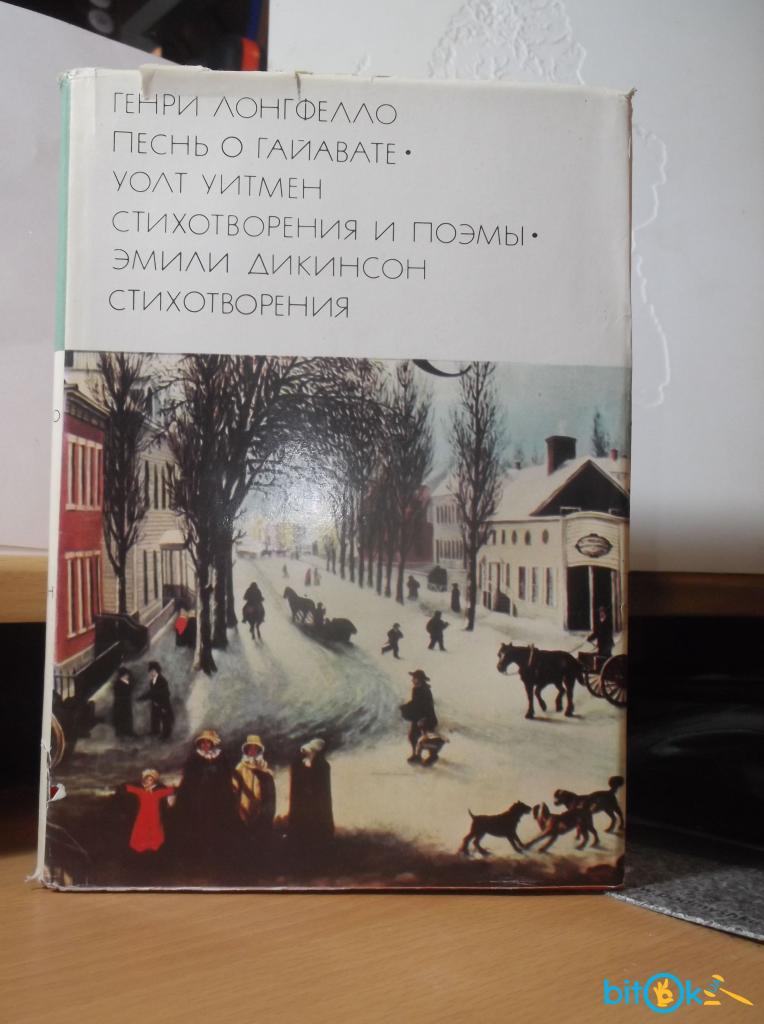 ГЕНРИ ЛОНГФЕЛЛО
ПЕСНЬ О ГАЙАВАТЕ •
УОЛТ УИТМЕН
СТИХОТВОРЕНИЯ И ПОЭМЫ •
ЭМИЛИ ДИКИНСОН
СТИХОТВОРЕНИЯ
bitOk